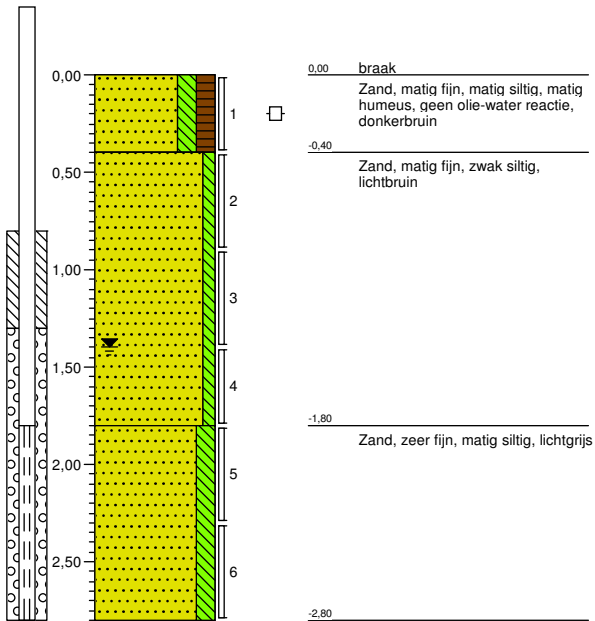 0,00
0,50
1,00
1,50
2,00
2,50
1
2
3
4
5
6
0,00 braak
Zand, matig fijn, matig siltig, matig
humeus, geen olie-water reactie,
donkerbruin
-0,40
Zand, matig fijn, zwak siltig,
lichtbruin
-1,80
Zand, zeer fijn, matig siltig, lichtgrijs
-2,80